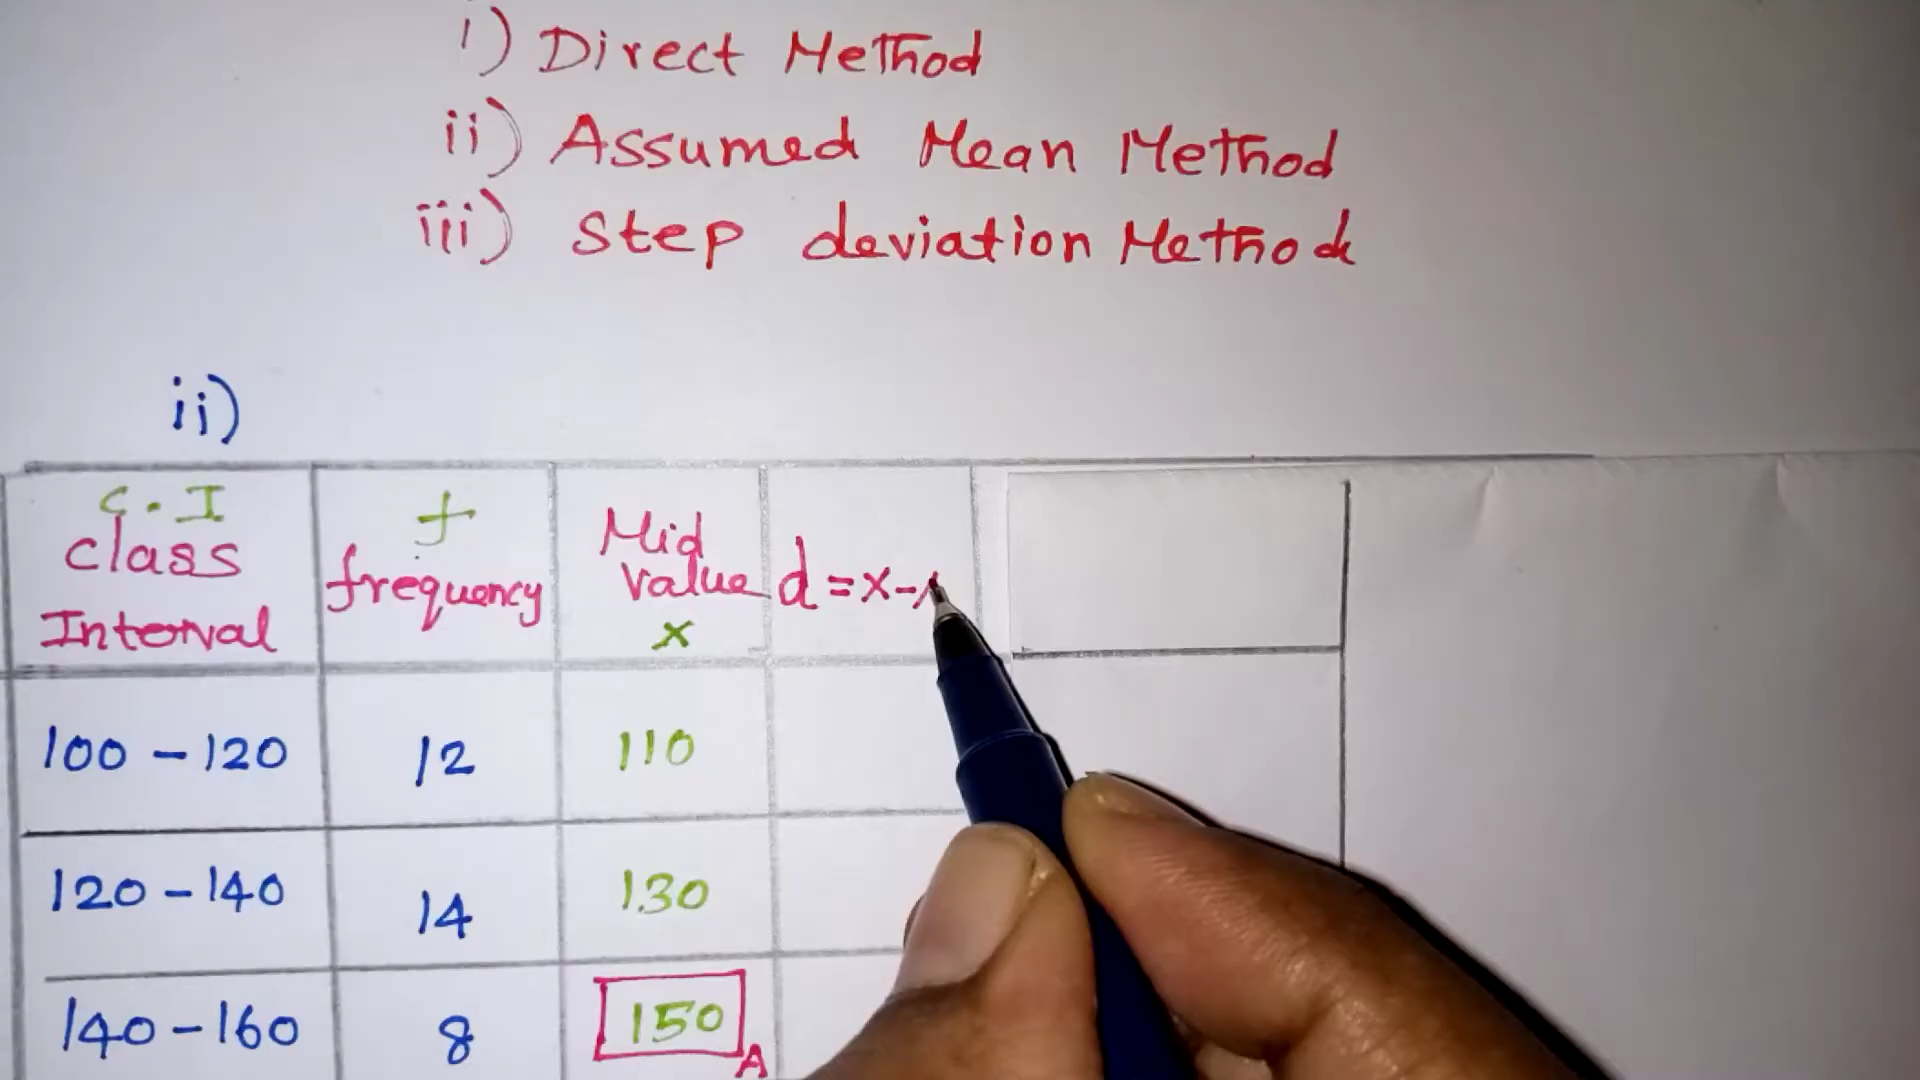 i) Direct Method
ii) Assumed Mean Method
iii) Step deviation Method
ii)
C.I
class
Interval
f
frequency
Mid
value
x
d = x -
100 - 120
12
110
120 - 140
14
130
140 - 160
8
150
A